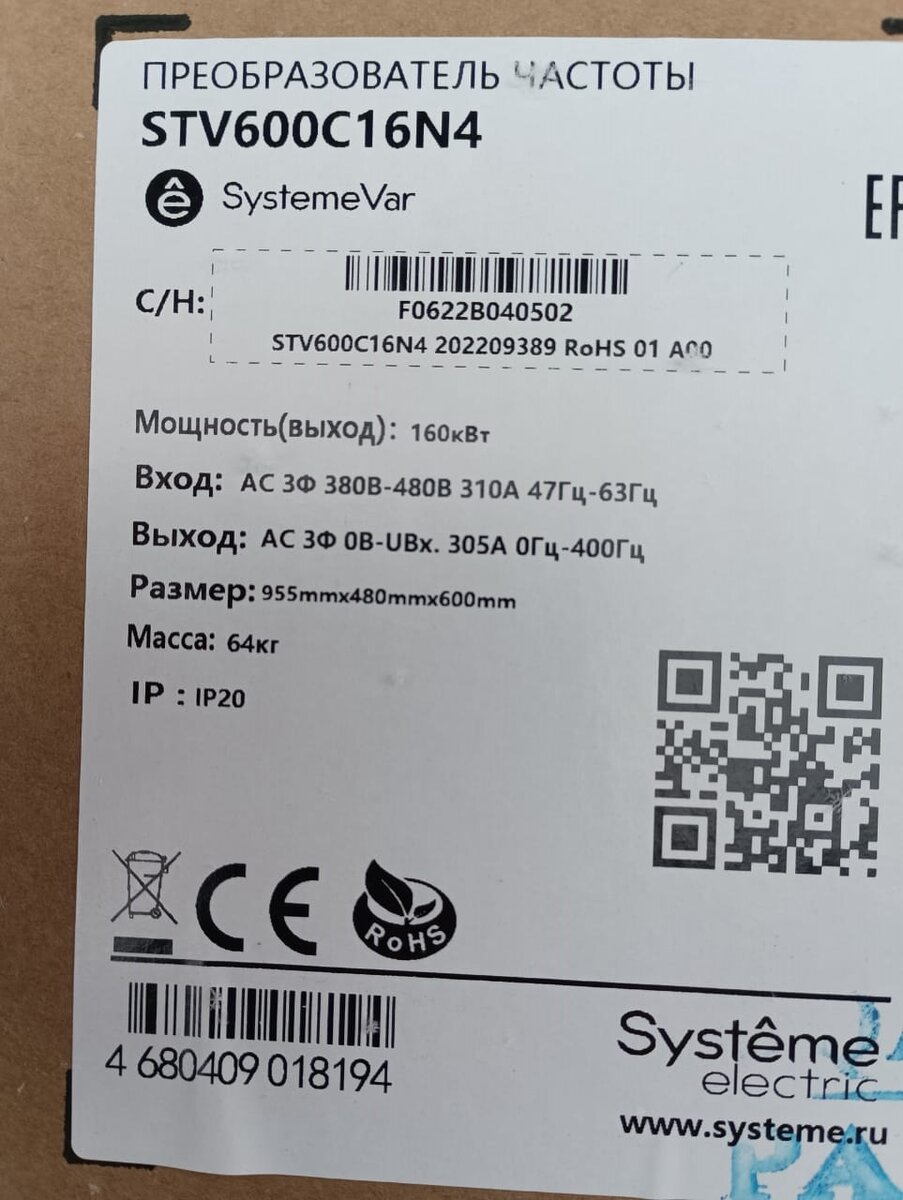 ПРЕОБРАЗОВАТЕЛЬ ЧАСТОТЫ
STV600C16N4
ê SystemeVar
С/Н:
F0622B040502
STV600C16N4 202209389 RoHS 01 A00
Мощность(выход): 160кВт
Вход: АС 3Ф 380В-480В 310А 47Гц-63Гц
Выход: АС 3Ф 0В-UВх. 305А 0Гц-400Гц
Размер: 955mmx480mmx600mm
Масса: 64кг
IP : IP20
CE RoHS
4 680409 018194
Système
electric
www.systeme.ru